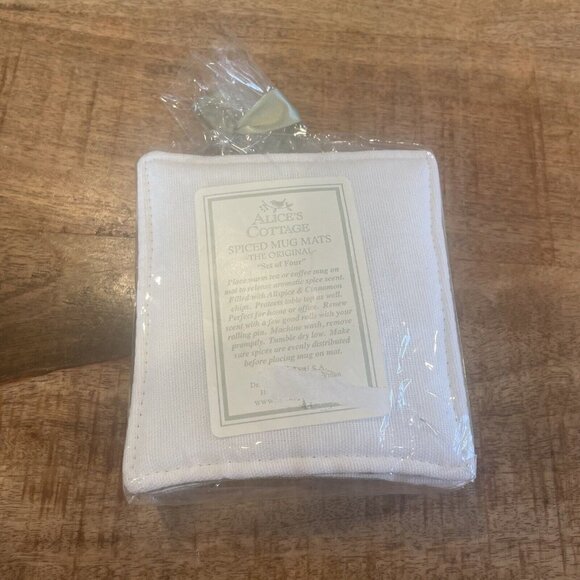 ALICE'S
COTTAGE
SPICED MUG MATS
-THE ORIGINAL-
"Set of Four"
Place warm tea or coffee mug on
mat to release aromatic spice scent.
Filled with Allspice & Cinnamon
chips. Protects table top as well.
Perfect for home or office. Renew
scent with a few good rolls with your
rolling pin. Machine wash, remove
promptly. Tumble dry low. Make
sure spices are evenly distributed
before placing mug on mat.
De
www.